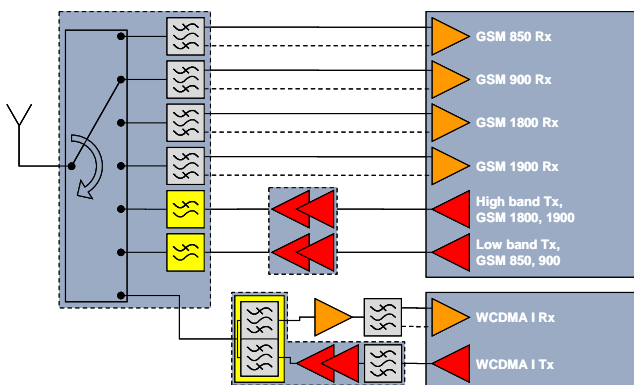 GSM 850 Rx
GSM 900 Rx
GSM 1800 Rx
GSM 1900 Rx
High band Tx,
GSM 1800, 1900
Low band Tx,
GSM 850, 900
WCDMA I Rx
WCDMA I Tx